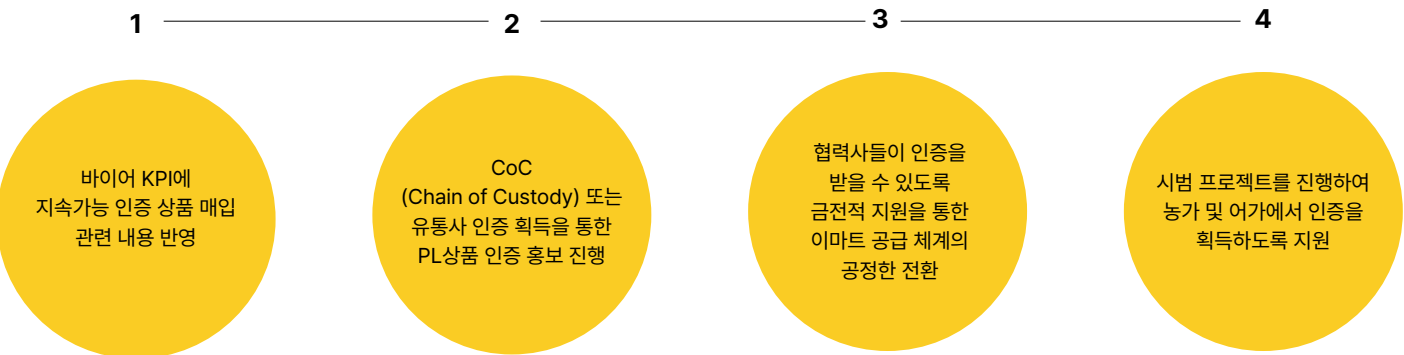 1
2
3
4
바이어 KPI에
지속가능 인증 상품 매입
관련 내용 반영
CoC
(Chain of Custody) 또는
유통사 인증 획득을 통한
PL상품 인증 홍보 진행
협력사들이 인증을
받을 수 있도록
금전적 지원을 통한
이마트 공급 체계의
공정한 전환
시범 프로젝트를 진행하여
농가 및 어가에서 인증을
획득하도록 지원